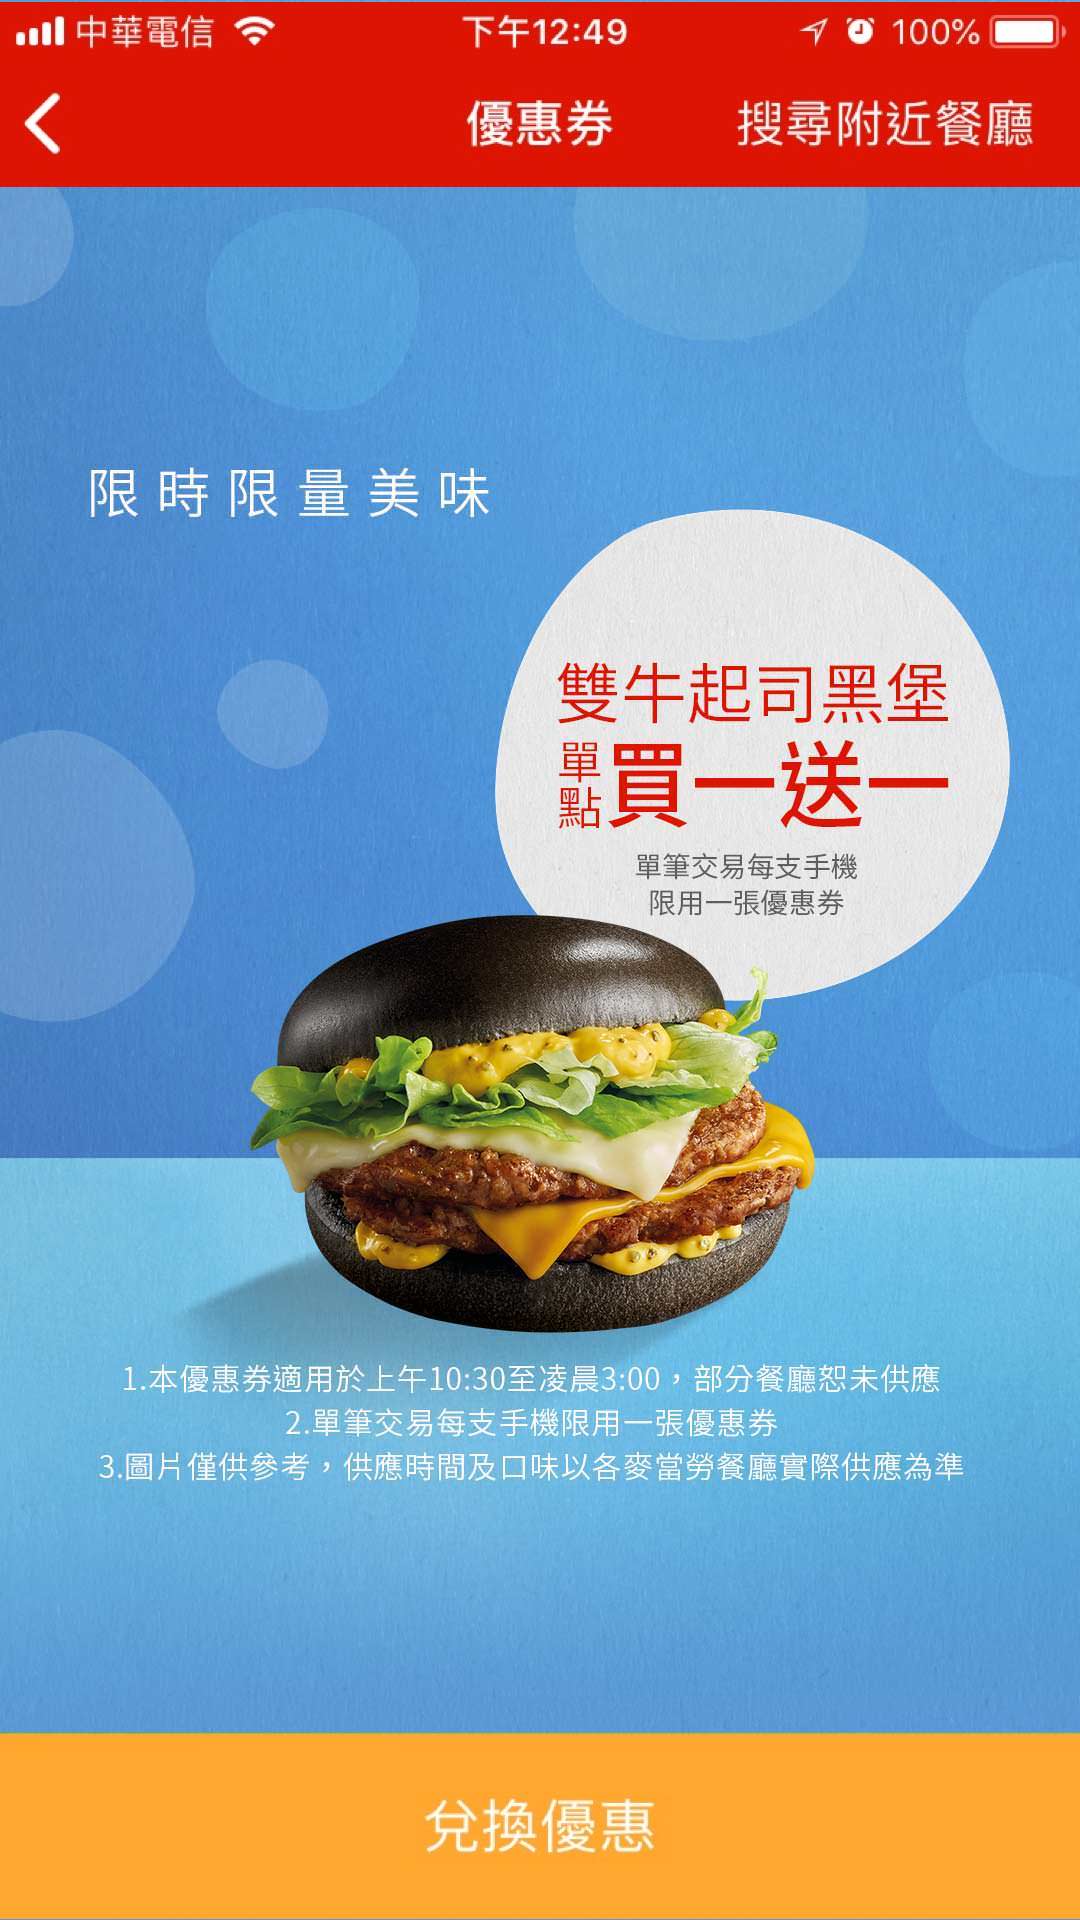 中華電信
下午12:49
100%
優惠券
搜尋附近餐廳
限時限量美味
雙牛起司黑堡
單點買一送一
單筆交易每支手機
限用一張優惠券
1.本優惠券適用於上午10:30至凌晨3:00，部分餐廳恕未供應
2.單筆交易每支手機限用一張優惠券
3.圖片僅供參考，供應時間及口味以各麥當勞餐廳實際供應為準
兌換優惠